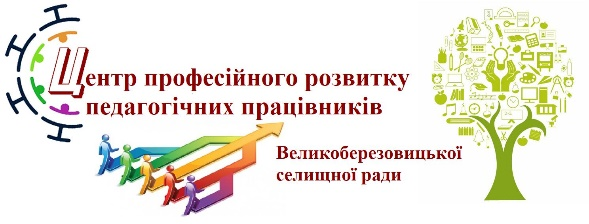 Центр професійного розвитку
педагогічних працівників
Великоберезовицької
селищної ради